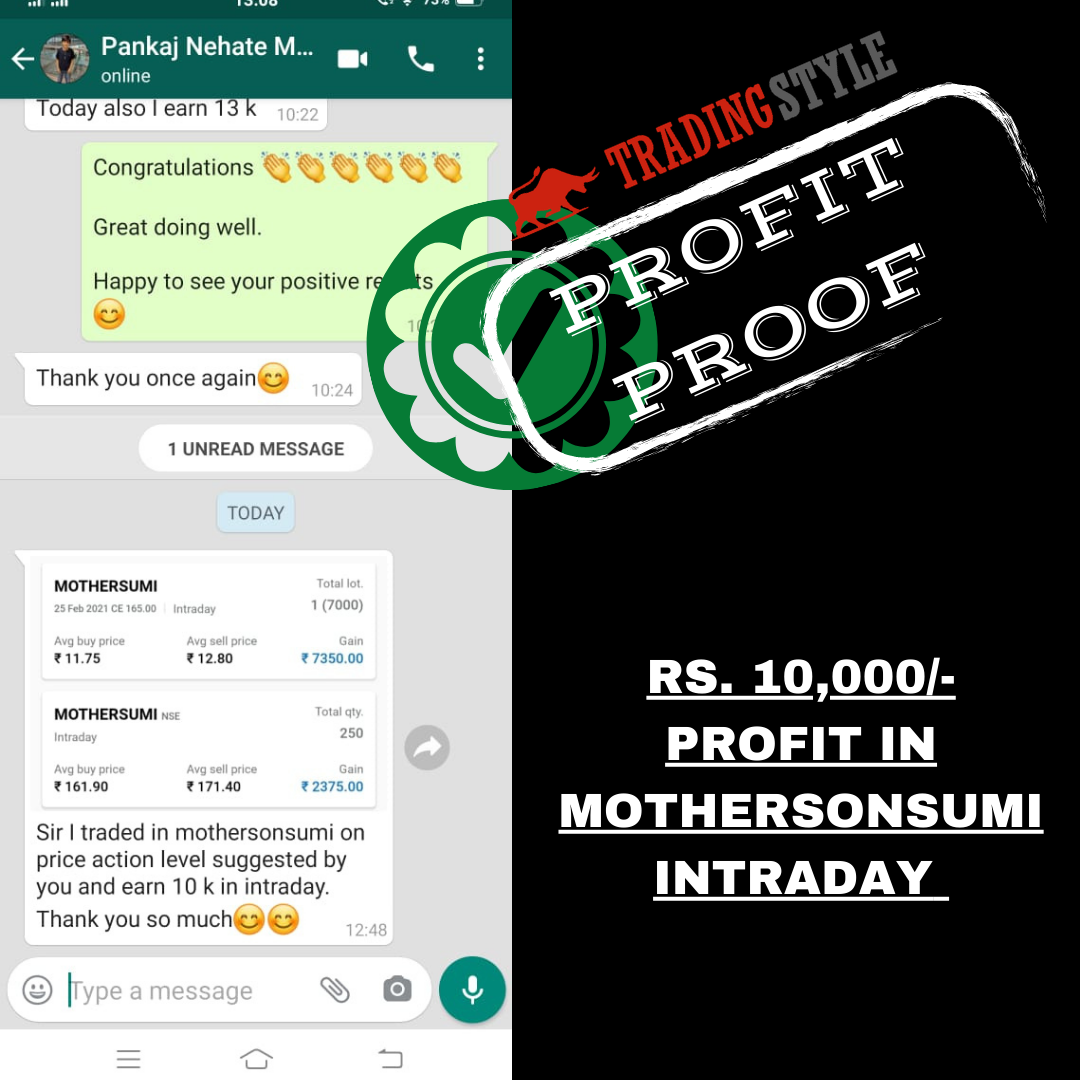 13:08
73%
Pankaj Nehate M...
online
Today also I earn 13 k 10:22
Congratulations 👏👏👏👏👏👏
Great doing well.
Happy to see your positive
😊
Thank you once again😊 10:24
1 UNREAD MESSAGE
TODAY
MOTHERSUMI Total lot.
25 Feb 2021 CE 165.00 | Intraday 1 (7000)
Avg buy price Avg sell price Gain
₹ 11.75 ₹ 12.80 ₹ 7350.00
MOTHERSUMI NSE Total qty.
Intraday 250
Avg buy price Avg sell price Gain
₹ 161.90 ₹ 171.40 ₹ 2375.00
Sir I traded in mothersonsumi on
price action level suggested by
you and earn 10 k in intraday.
Thank you so much😊😊 12:48
Type a message
TRADINGSTYLE
PROFIT
PROOF
RS. 10,000/-
PROFIT IN
MOTHERSONSUMI
INTRADAY